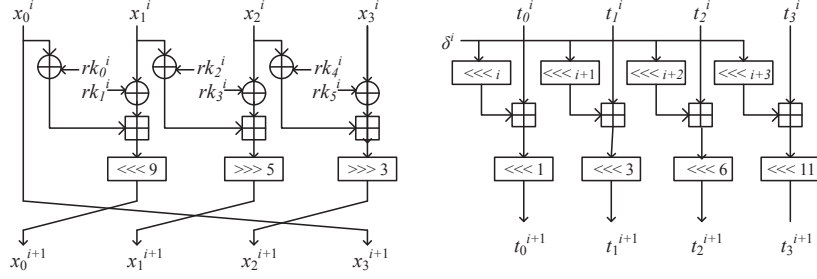 x₀ⁱ x₁ⁱ x₂ⁱ x₃ⁱ
rk₀ⁱ rk₂ⁱ rk₄ⁱ
rk₁ⁱ rk₃ⁱ rk₅ⁱ
<<< 9 >>> 5 >>> 3
x₀ⁱ⁺¹ x₁ⁱ⁺¹ x₂ⁱ⁺¹ x₃ⁱ⁺¹
t₀ⁱ t₁ⁱ t₂ⁱ t₃ⁱ
δⁱ
<<< i <<< i+1 <<< i+2 <<< i+3
<<< 1 <<< 3 <<< 6 <<< 11
t₀ⁱ⁺¹ t₁ⁱ⁺¹ t₂ⁱ⁺¹ t₃ⁱ⁺¹